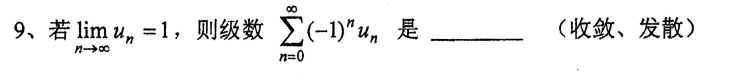 9、若 $\lim_{n\to\infty} u_n = 1$，则级数 $\sum_{n=0}^{\infty} (-1)^n u_n$ 是 ________ （收敛、发散）